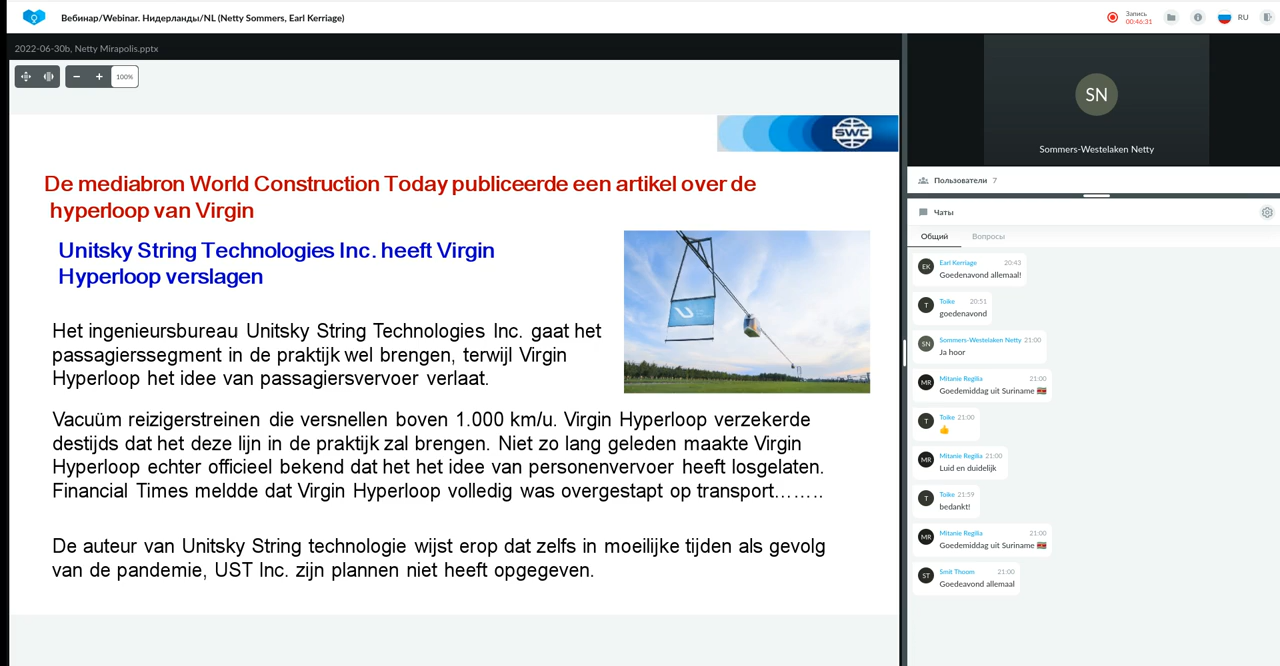 Вебинар/Webinar. Нидерланды/NL (Netty Sommers, Earl Kerriage)
Запись
00:46:31
RU
2022-06-30b, Netty Mirapolis.pptx
100%
SWC
De mediabron World Construction Today publiceerde een artikel over de
hyperloop van Virgin
Unitsky String Technologies Inc. heeft Virgin
Hyperloop verslagen
Het ingenieursbureau Unitsky String Technologies Inc. gaat het
passagierssegment in de praktijk wel brengen, terwijl Virgin
Hyperloop het idee van passagiersvervoer verlaat.
Vacuüm reizigerstreinen die versnellen boven 1.000 km/u. Virgin Hyperloop verzekerde
destijds dat het deze lijn in de praktijk zal brengen. Niet zo lang geleden maakte Virgin
Hyperloop echter officieel bekend dat het het idee van personenvervoer heeft losgelaten.
Financial Times meldde dat Virgin Hyperloop volledig was overgestapt op transport........
De auteur van Unitsky String technologie wijst erop dat zelfs in moeilijke tijden als gevolg
van de pandemie, UST Inc. zijn plannen niet heeft opgegeven.
SN
Sommers-Westelaken Netty
Пользователи 7
Чаты
Общий Вопросы
EK Earl Kerriage 20:43
Goedenavond allemaal!
T Toike 20:51
goedenavond
SN Sommers-Westelaken Netty 21:00
Ja hoor
MR Mitanie Regilia 21:00
Goedemiddag uit Suriname 🇸🇷
T Toike 21:00
👍
MR Mitanie Regilia 21:00
Luid en duidelijk
T Toike 21:59
bedankt!
MR Mitanie Regilia 21:00
Goedemiddag uit Suriname 🇸🇷
ST Smit Thoom 21:00
Goedeavond allemaal